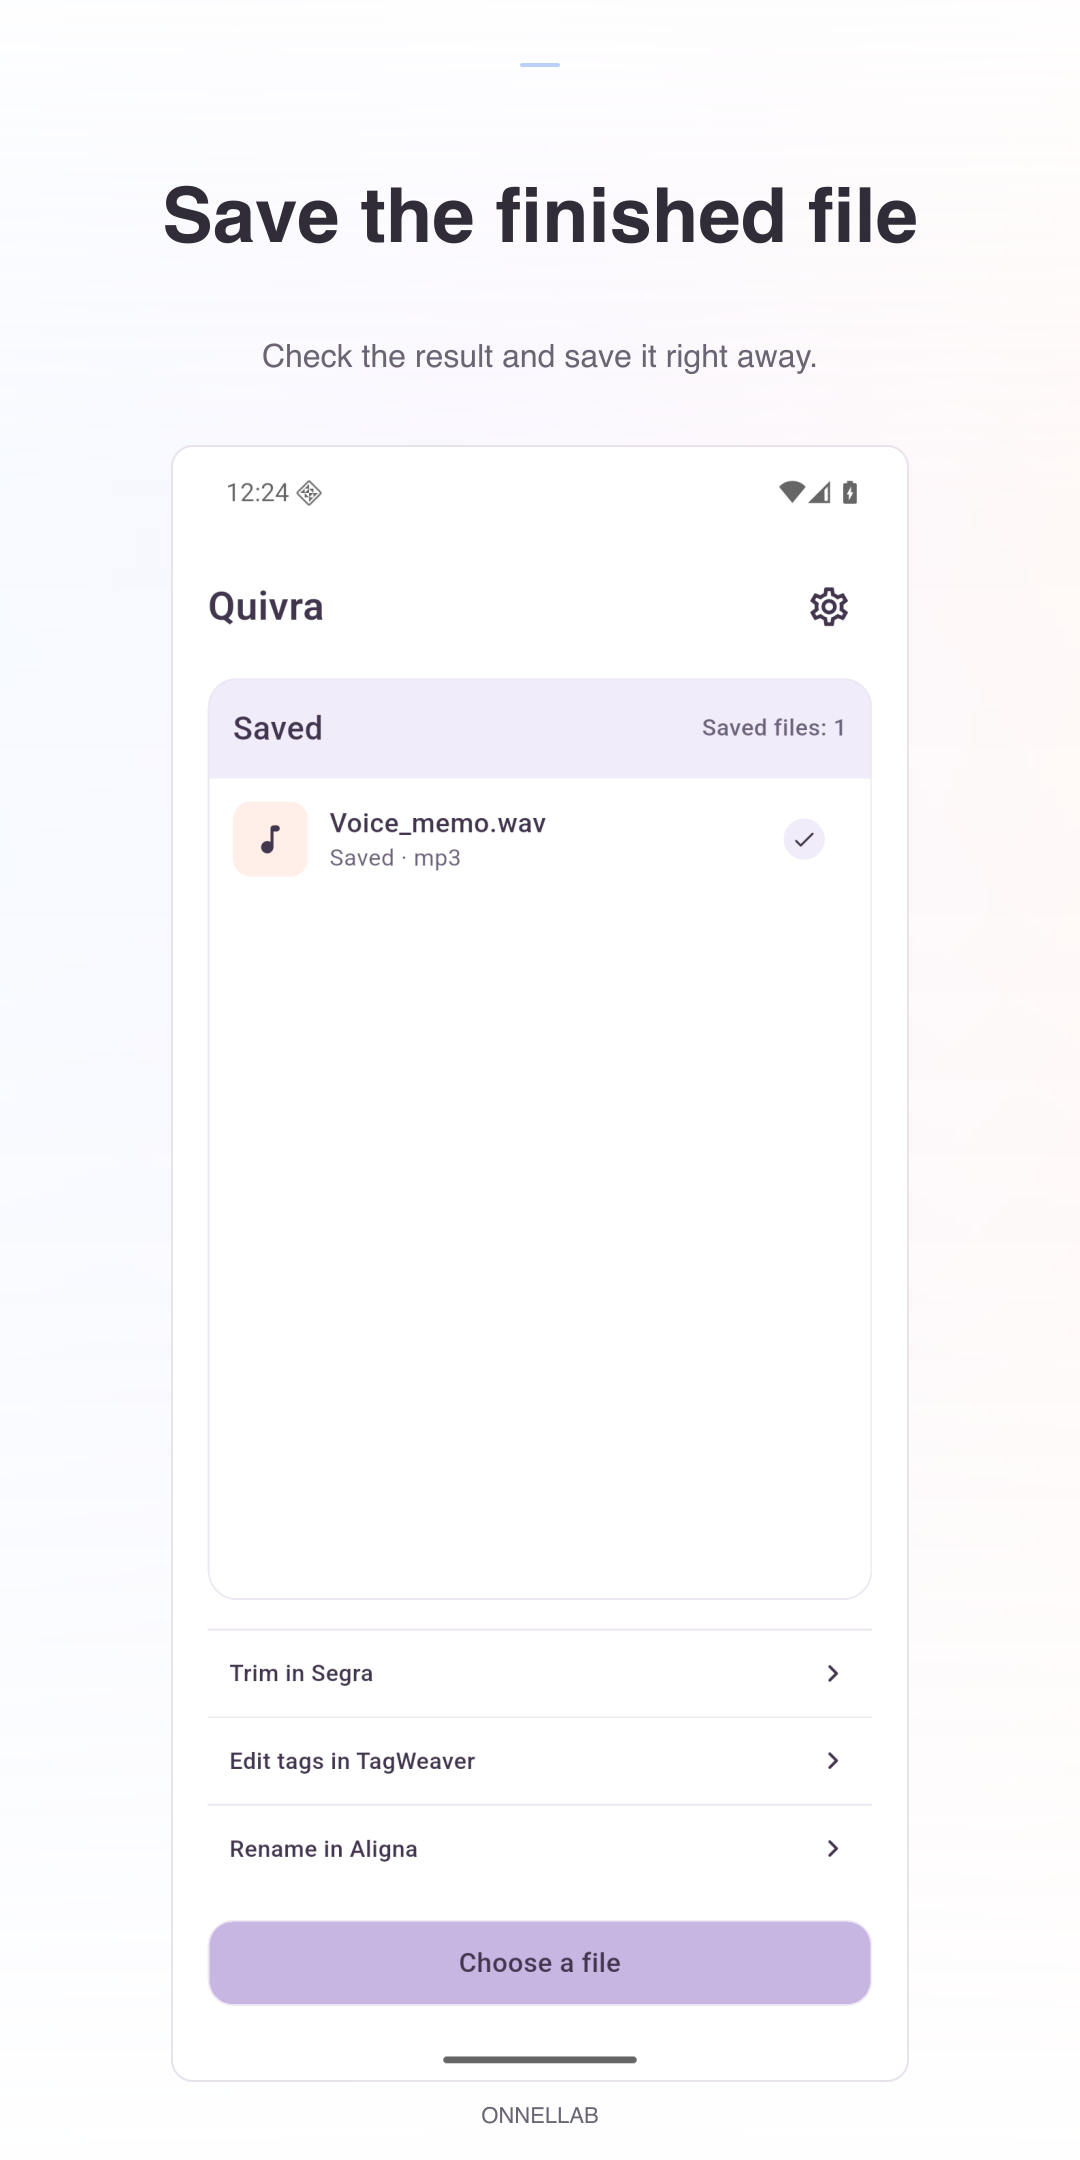 Save the finished file
Check the result and save it right away.
12:24
Quivra
Saved
Saved files: 1
Voice_memo.wav
Saved · mp3
Trim in Segra
Edit tags in TagWeaver
Rename in Aligna
Choose a file
ONNELLAB